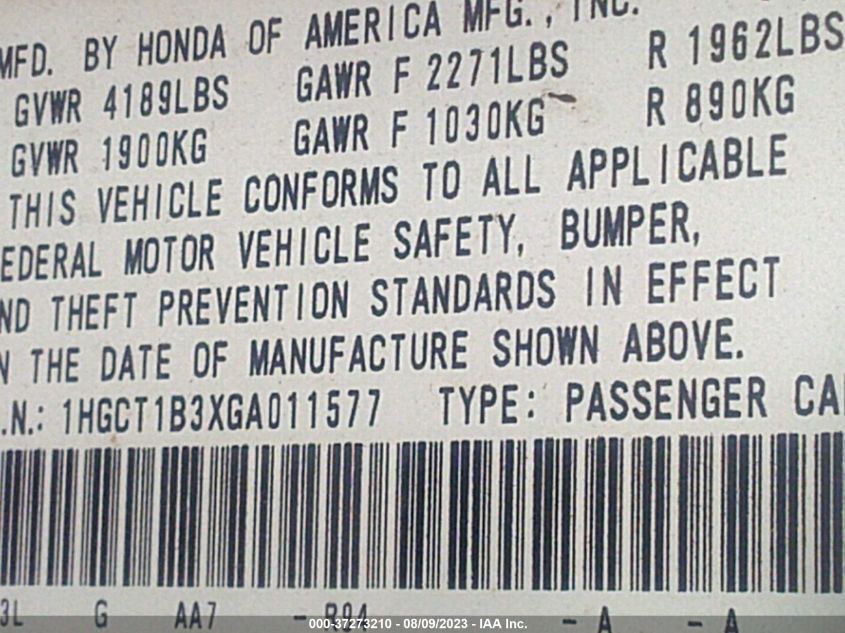 MFD. BY HONDA OF AMERICA MFG., INC.
GVWR 4189LBS GAWR F 2271LBS R 1962LBS
GVWR 1900KG GAWR F 1030KG R 890KG
THIS VEHICLE CONFORMS TO ALL APPLICABLE
EDERAL MOTOR VEHICLE SAFETY, BUMPER,
ND THEFT PREVENTION STANDARDS IN EFFECT
N THE DATE OF MANUFACTURE SHOWN ABOVE.
.N.: 1HGCT1B3XGA011577 TYPE: PASSENGER CA
3L G AA7 - R94 - A - A
000-37273210 - 08/09/2023 - IAA Inc.